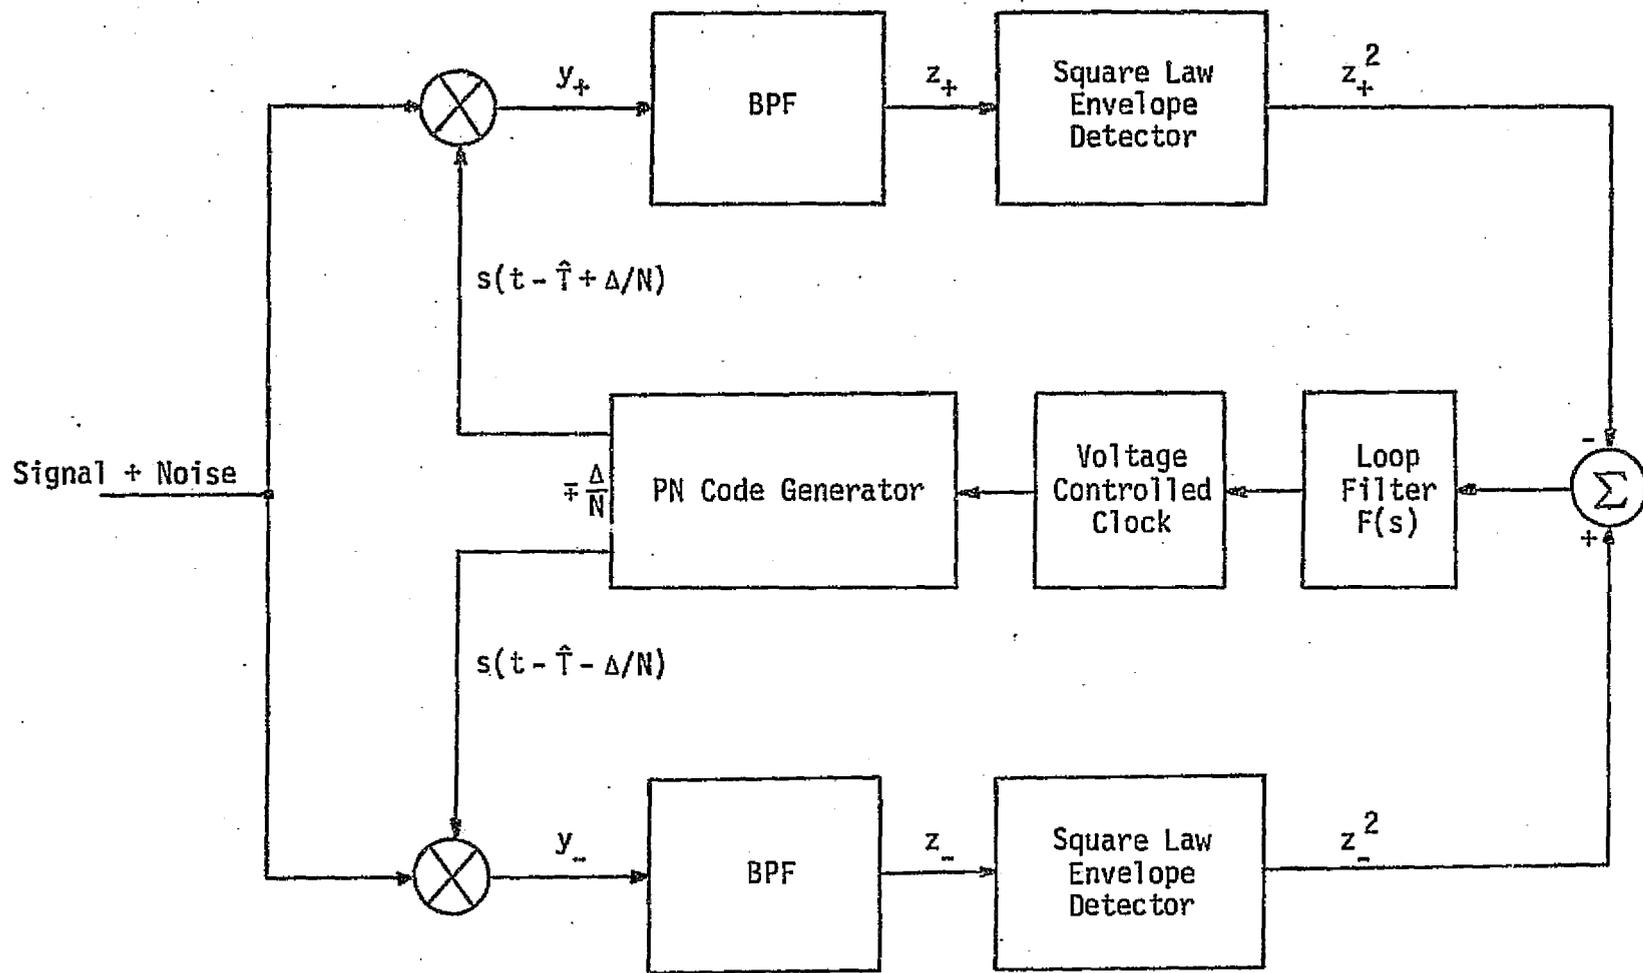 y₊
BPF
z₊
Square Law
Envelope
Detector
z₊²
s(t - T̂ + Δ/N)
Signal + Noise
∓ Δ/N
PN Code Generator
Voltage
Controlled
Clock
Loop
Filter
F(s)
-
Σ
+
s(t - T̂ - Δ/N)
y₋
BPF
z₋
Square Law
Envelope
Detector
z₋²